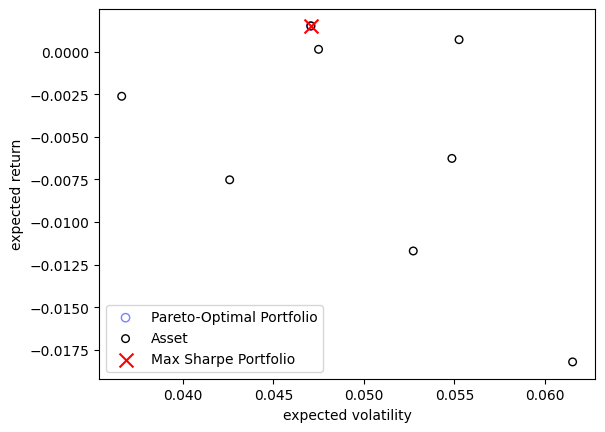 0.0000
−0.0025
−0.0050
−0.0075
−0.0100
−0.0125
−0.0150
−0.0175
expected return
Pareto-Optimal Portfolio
Asset
Max Sharpe Portfolio
0.040 0.045 0.050 0.055 0.060
expected volatility